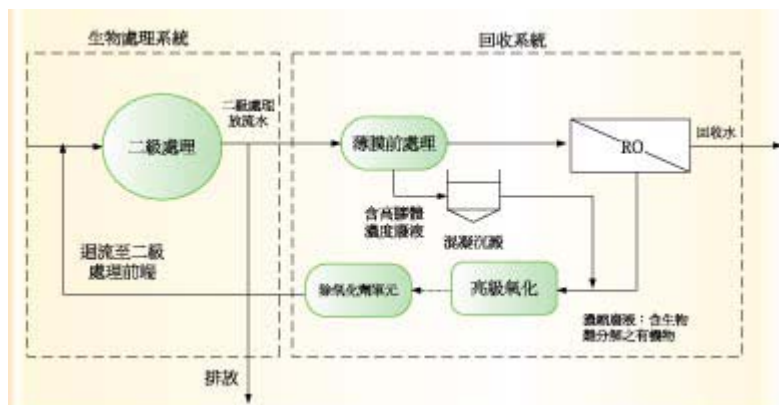 生物處理系統
回收系統
二級處理
二級處理
放流水
薄膜前處理
RO
回收水
含高膠體
濃度廢液
混凝沉澱
迴流至二級
處理前端
除氧化劑單元
高級氧化
濃縮廢液：含生物
難分解之有機物
排放